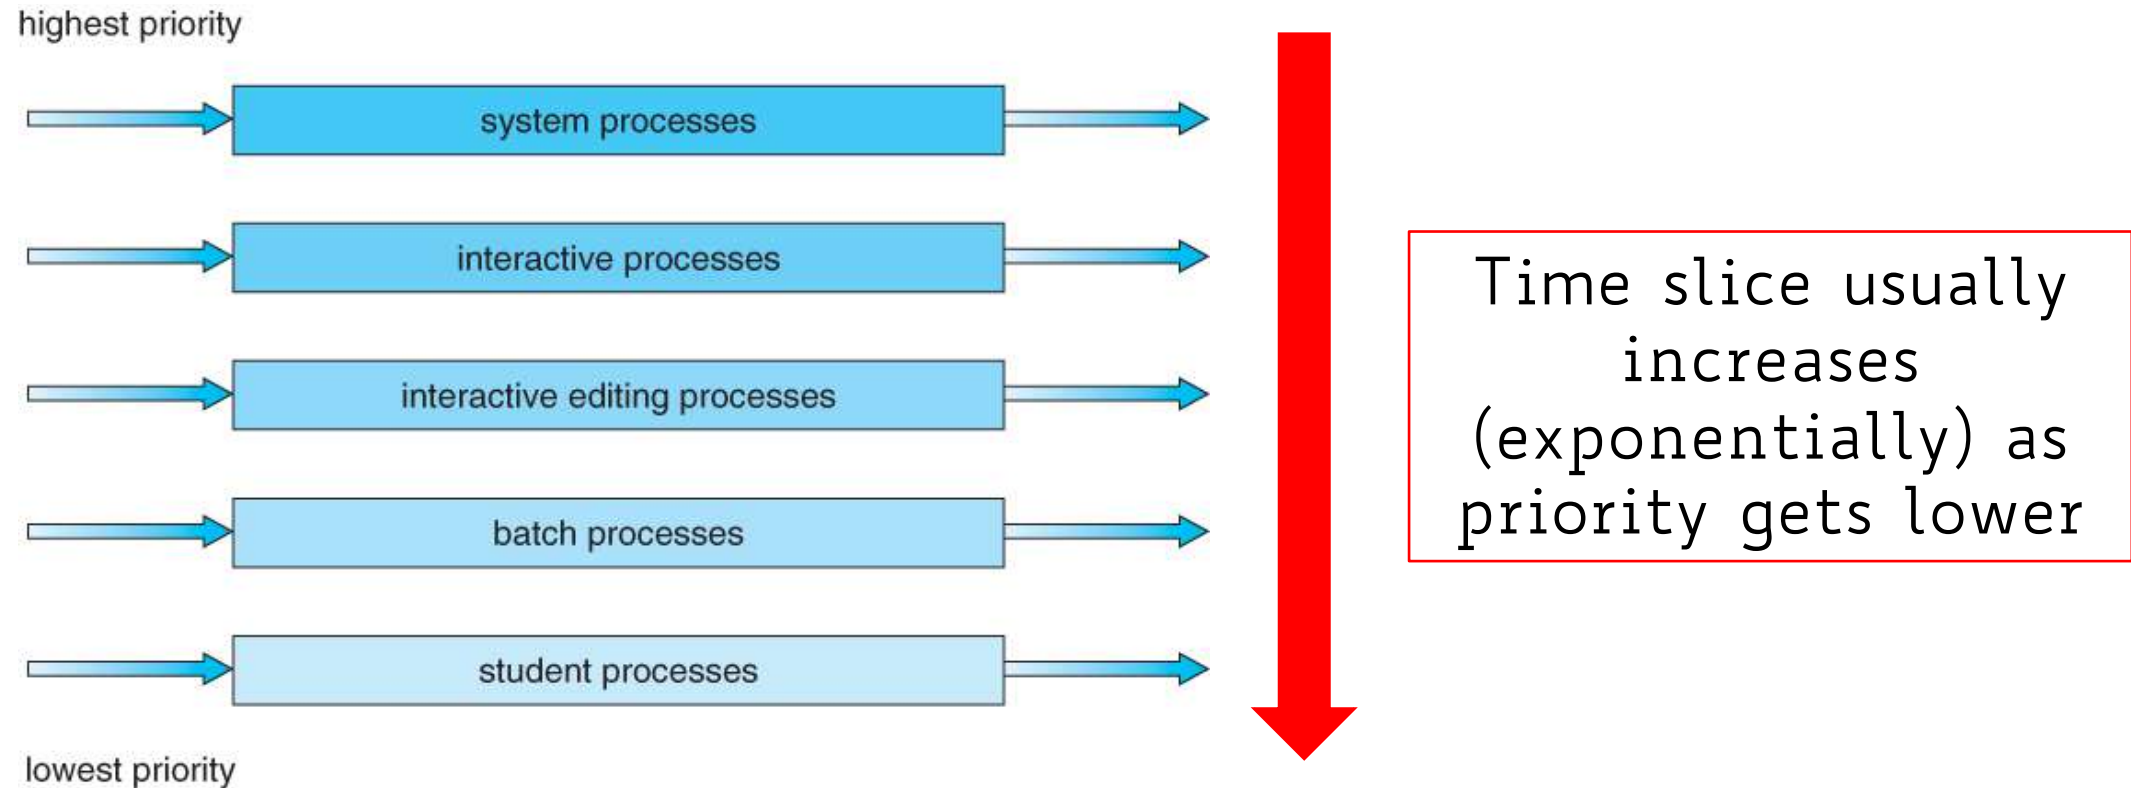 highest priority
system processes
interactive processes
interactive editing processes
batch processes
student processes
lowest priority
Time slice usually
increases
(exponentially) as
priority gets lower